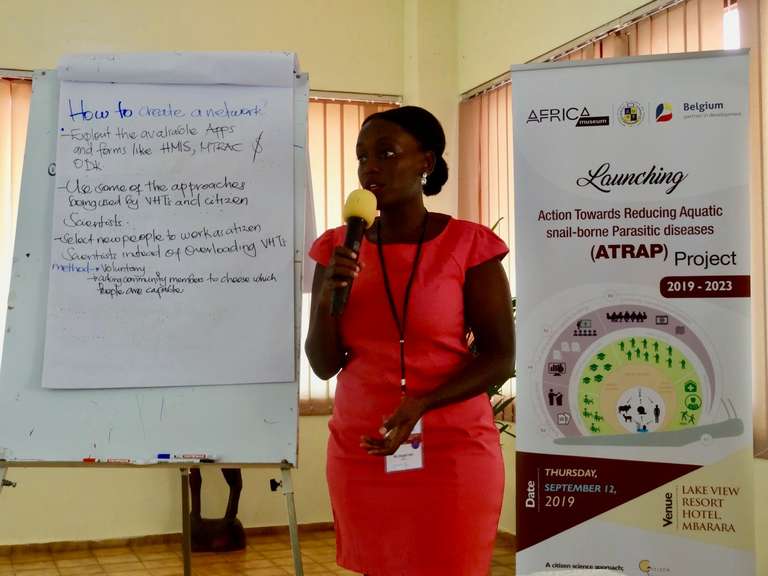 How to create a network?
- Exploit the available Apps
and forms like HMIS, MTRAC
ODK
- Use some of the approaches
being used by VHTs and citizen
Scientists.
- Select new people to work as citizen
Scientists instead of overloading VHTs
method → Voluntary
→ asking community members to choose which
people are capable
AFRICA
museum
Belgium
partner in development
Launching
Action Towards Reducing Aquatic
snail-borne Parasitic diseases
(ATRAP) Project
2019 - 2023
Date
THURSDAY,
SEPTEMBER 12,
2019
Venue
LAKE VIEW
RESORT
HOTEL,
MBARARA
A citizen science approach;